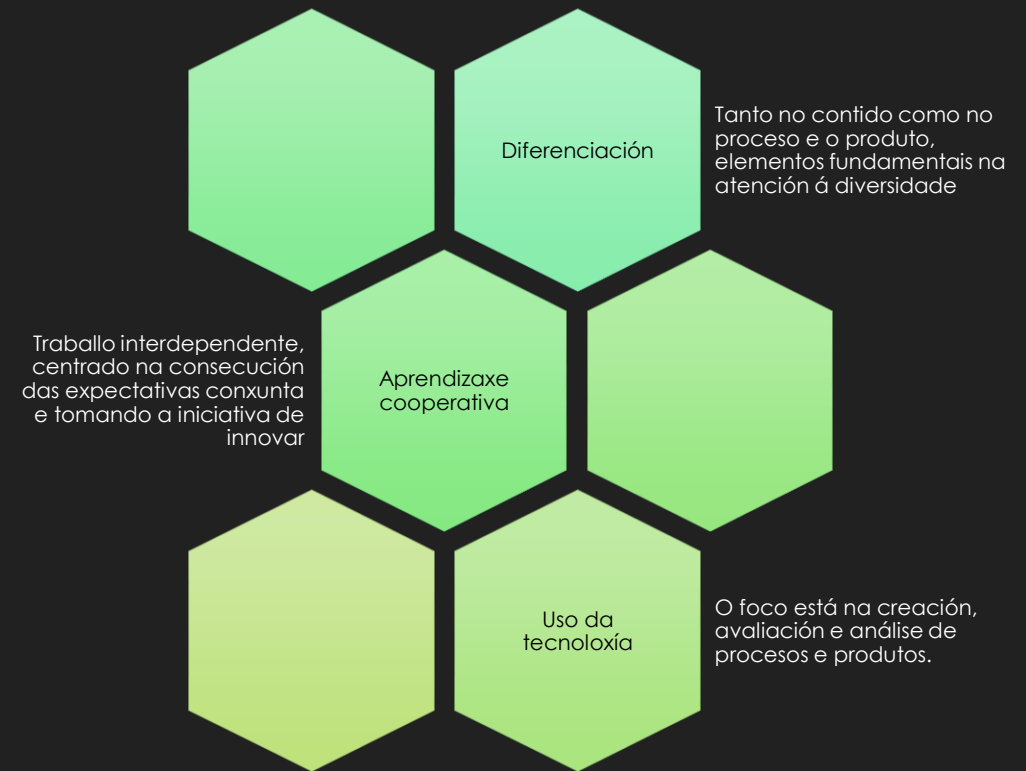 Diferenciación
Tanto no contido como no
proceso e o produto,
elementos fundamentais na
atención á diversidade
Traballo interdependente,
centrado na consecución
das expectativas conxunta
e tomando a iniciativa de
innovar
Aprendizaxe
cooperativa
Uso da
tecnoloxía
O foco está na creación,
avaliación e análise de
procesos e produtos.